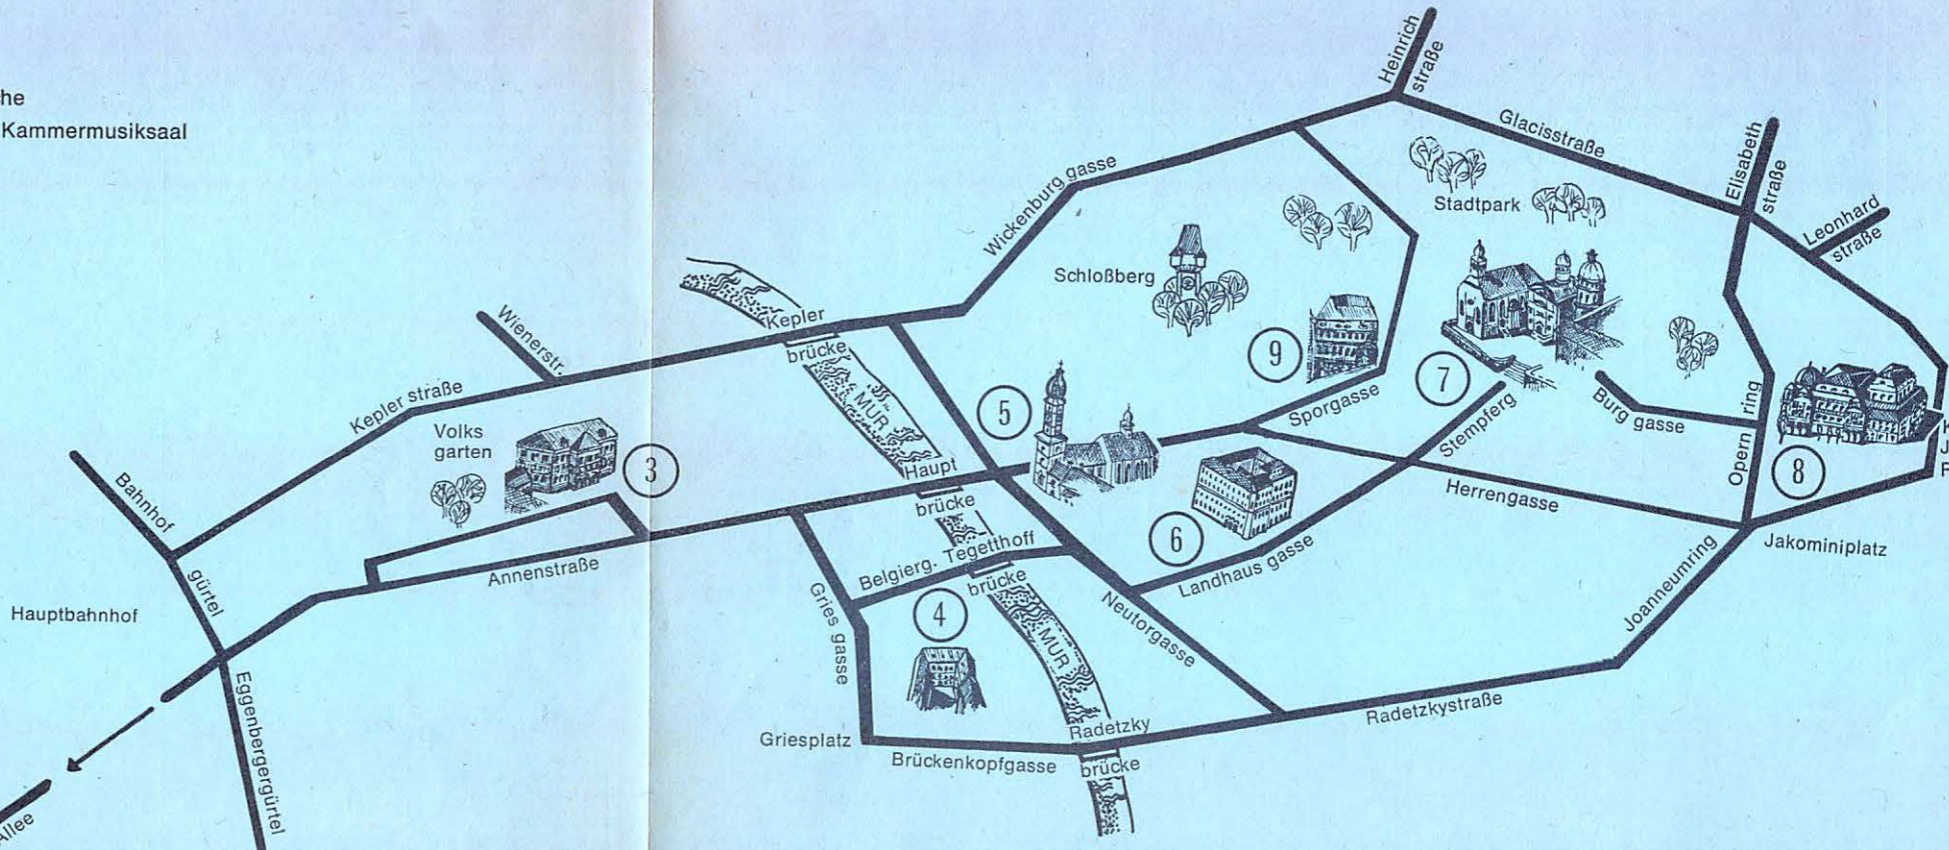 che
Kammermusiksaal
Heinrich
straße
Glacisstraße
Elisabeth
straße
Leonhard
straße
Stadtpark
Wickenburg gasse
Schloßberg
Kepler
brücke
Wienerstr.
Kepler straße
MUR
Volks
garten
3
5
9
7
Sporgasse
Stempferg
Burg gasse
Opern ring
8
K
J
F
Bahnhof
gürtel
Haupt
brücke
6
Herrengasse
Jakominiplatz
Annenstraße
Belgierg.
Tegetthoff
brücke
Landhaus gasse
Joanneumring
Hauptbahnhof
Gries gasse
4
MUR
Neutorgasse
Eggenbergergürtel
Griesplatz
Brückenkopfgasse
Radetzky
brücke
Radetzkystraße
Allee